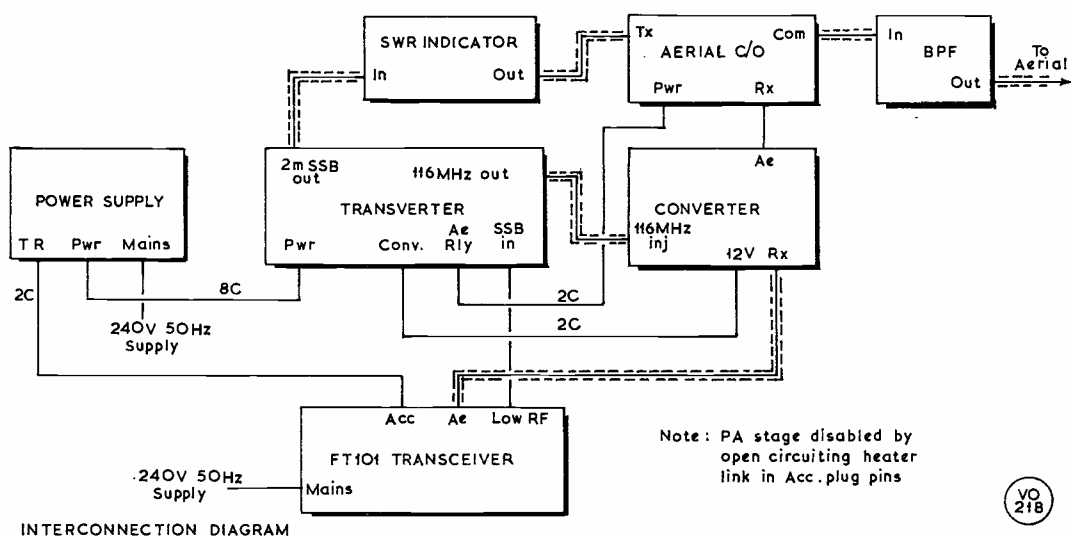 SWR INDICATOR
In
Out
Tx
Com
AERIAL C/O
Pwr
Rx
In
BPF
Out
To
Aerial
POWER SUPPLY
TR
Pwr
Mains
2m SSB
out
116MHz out
TRANSVERTER
Pwr
Conv.
Ae
Rly
SSB
in
Ae
CONVERTER
116MHz
inj
12V
Rx
2C
8C
2C
2C
240V 50Hz
Supply
Acc
Ae
Low RF
FT101 TRANSCEIVER
Mains
240V 50Hz
Supply
Note : PA stage disabled by
open circuiting heater
link in Acc. plug pins
VO
218
INTERCONNECTION DIAGRAM